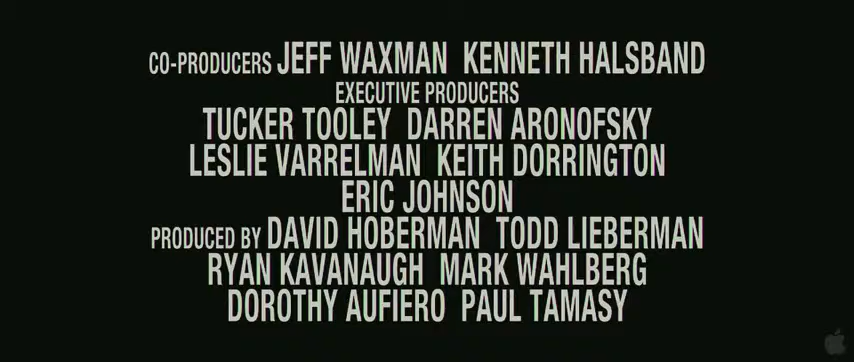 CO-PRODUCERS JEFF WAXMAN KENNETH HALSBAND
EXECUTIVE PRODUCERS
TUCKER TOOLEY DARREN ARONOFSKY
LESLIE VARRELMAN KEITH DORRINGTON
ERIC JOHNSON
PRODUCED BY DAVID HOBERMAN TODD LIEBERMAN
RYAN KAVANAUGH MARK WAHLBERG
DOROTHY AUFIERO PAUL TAMASY